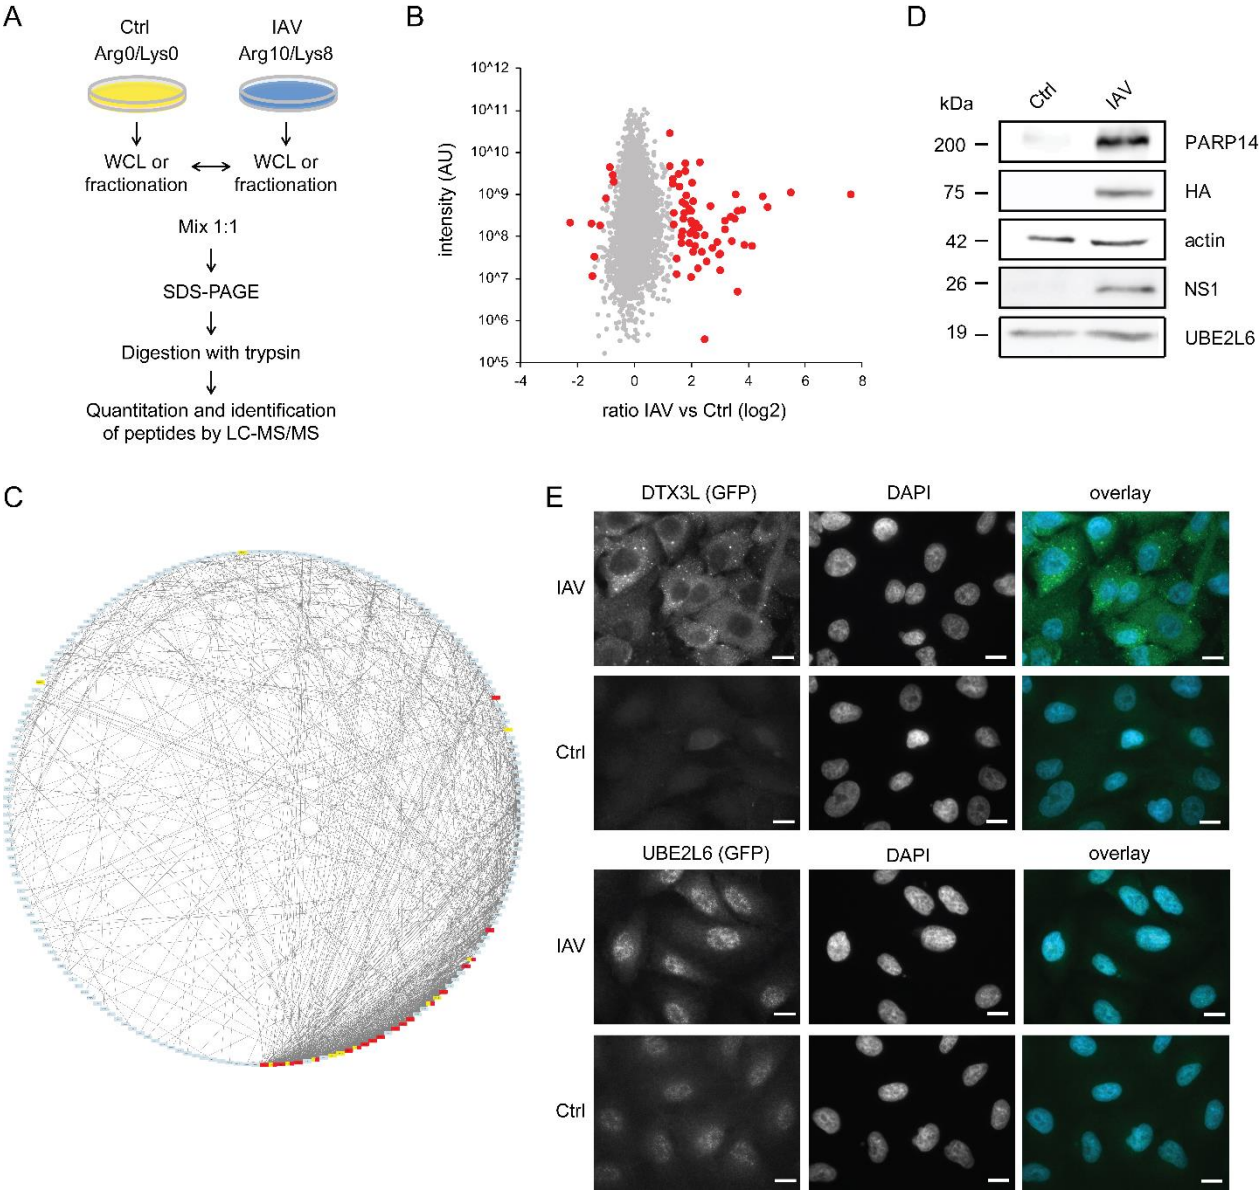 A
Ctrl
Arg0/Lys0
IAV
Arg10/Lys8
WCL or
fractionation
WCL or
fractionation
Mix 1:1
SDS-PAGE
Digestion with trypsin
Quantitation and identification
of peptides by LC-MS/MS
B
intensity (AU)
10^12
10^11
10^10
10^9
10^8
10^7
10^6
10^5
-4
-2
0
2
4
6
8
ratio IAV vs Ctrl (log2)
D
kDa
Ctrl
IAV
200
PARP14
75
HA
42
actin
26
NS1
19
UBE2L6
C
E
DTX3L (GFP)
DAPI
overlay
IAV
Ctrl
UBE2L6 (GFP)
DAPI
overlay
IAV
Ctrl